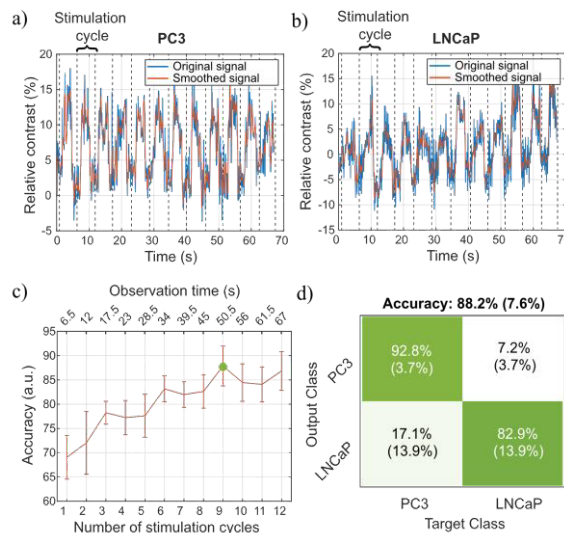 a)
Stimulation
cycle
PC3
Original signal
Smoothed signal
Relative contrast (%)
20
15
10
5
0
-5
0 10 20 30 40 50 60 70
Time (s)
b)
Stimulation
cycle
LNCaP
Original signal
Smoothed signal
Relative contrast (%)
20
15
10
5
0
-5
-10
-15
0 10 20 30 40 50 60 70
Time (s)
c)
Observation time (s)
6.5 12 17.5 23 28.5 34 39.5 45 50.5 56 61.5 67
Accuracy (a.u.)
95
90
85
80
75
70
65
60
1 2 3 4 5 6 7 8 9 10 11 12
Number of stimulation cycles
d)
Accuracy: 88.2% (7.6%)
Output Class
PC3
92.8%
(3.7%)
7.2%
(3.7%)
LNCaP
17.1%
(13.9%)
82.9%
(13.9%)
PC3 LNCaP
Target Class